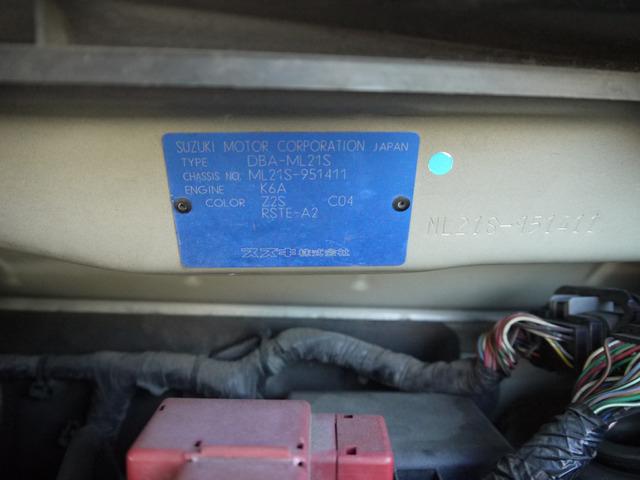 SUZUKI MOTOR CORPORATION JAPAN
TYPE DBA-ML21S
CHASSIS NO. ML21S-951411
ENGINE K6A
COLOR Z2S C04
RSTE-A2
スズキ株式会社
ML21S-951411